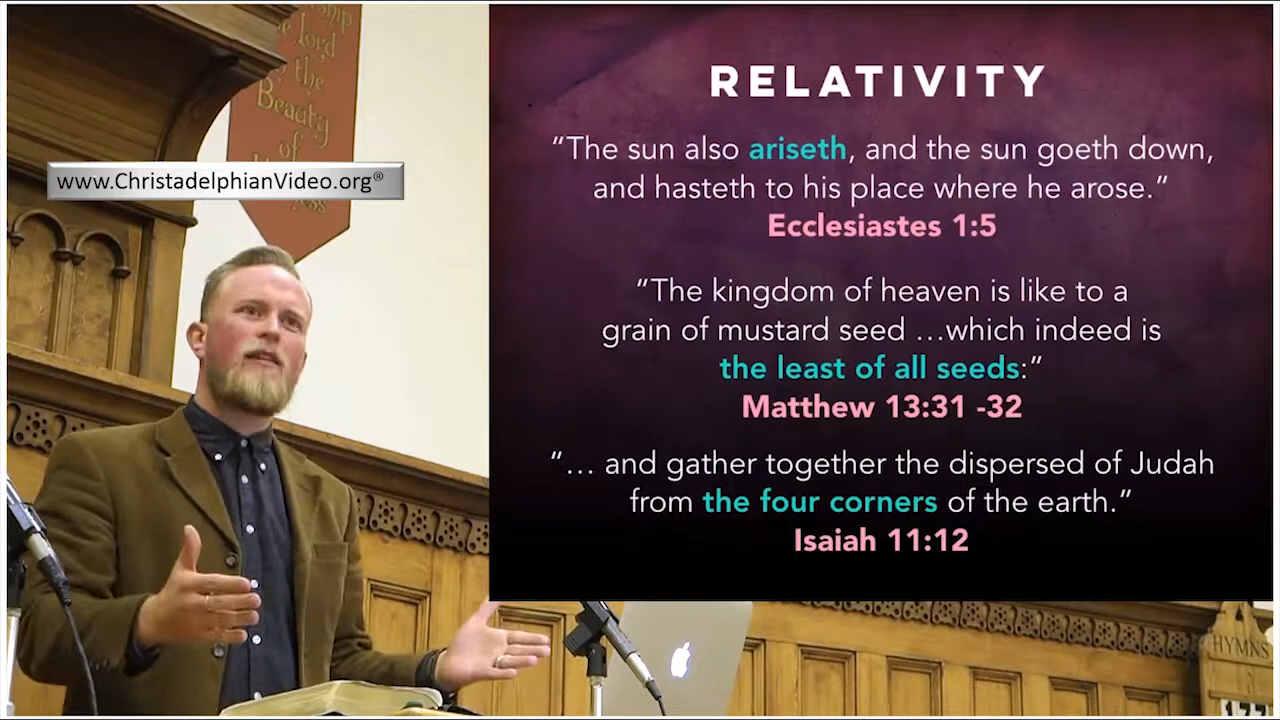 ship
e Lord
the
Beauty
of
www.ChristadelphianVideo.org®
RELATIVITY
“The sun also ariseth, and the sun goeth down,
and hasteth to his place where he arose.”
Ecclesiastes 1:5
“The kingdom of heaven is like to a
grain of mustard seed ...which indeed is
the least of all seeds:”
Matthew 13:31 -32
“... and gather together the dispersed of Judah
from the four corners of the earth.”
Isaiah 11:12
HYMNS